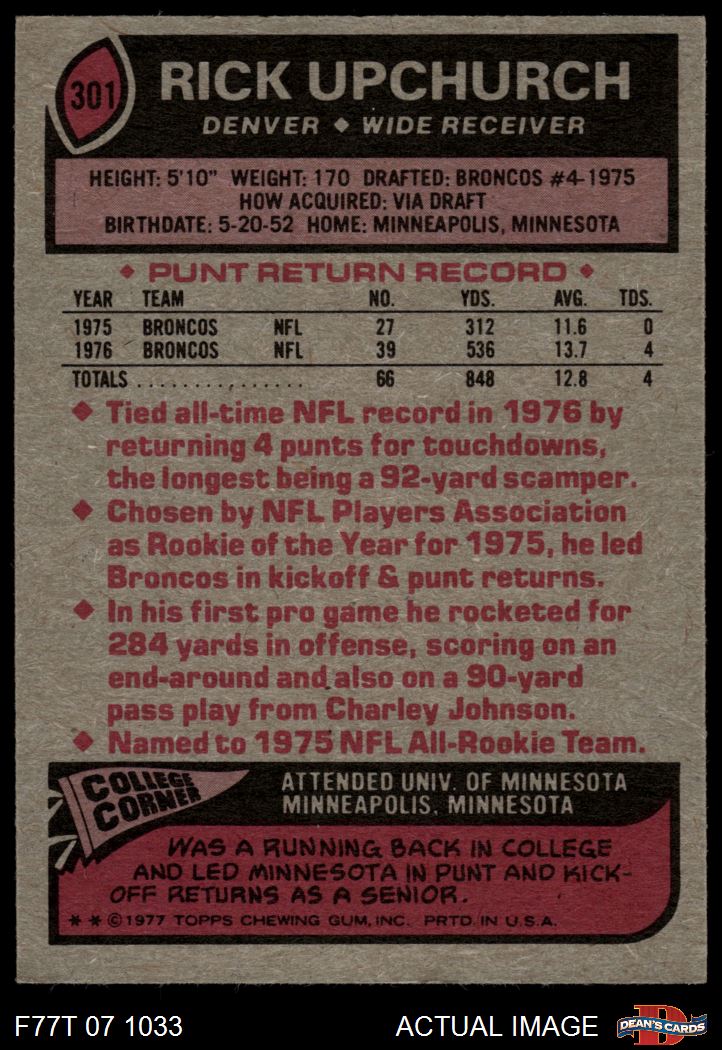 301
RICK UPCHURCH
DENVER ◆ WIDE RECEIVER
HEIGHT: 5'10" WEIGHT: 170 DRAFTED: BRONCOS #4-1975
HOW ACQUIRED: VIA DRAFT
BIRTHDATE: 5-20-52 HOME: MINNEAPOLIS, MINNESOTA
◆ PUNT RETURN RECORD ◆
YEAR TEAM NO. YDS. AVG. TDS.
1975 BRONCOS NFL 27 312 11.6 0
1976 BRONCOS NFL 39 536 13.7 4
TOTALS ................ 66 848 12.8 4
◆ Tied all-time NFL record in 1976 by
returning 4 punts for touchdowns,
the longest being a 92-yard scamper.
◆ Chosen by NFL Players Association
as Rookie of the Year for 1975, he led
Broncos in kickoff & punt returns.
◆ In his first pro game he rocketed for
284 yards in offense, scoring on an
end-around and also on a 90-yard
pass play from Charley Johnson.
◆ Named to 1975 NFL All-Rookie Team.
COLLEGE
CORNER
ATTENDED UNIV. OF MINNESOTA
MINNEAPOLIS, MINNESOTA
WAS A RUNNING BACK IN COLLEGE
AND LED MINNESOTA IN PUNT AND KICK-
OFF RETURNS AS A SENIOR.
* * © 1977 TOPPS CHEWING GUM, INC. PRTD. IN U.S.A.
F77T 07 1033
ACTUAL IMAGE
D
DEAN'S CARDS